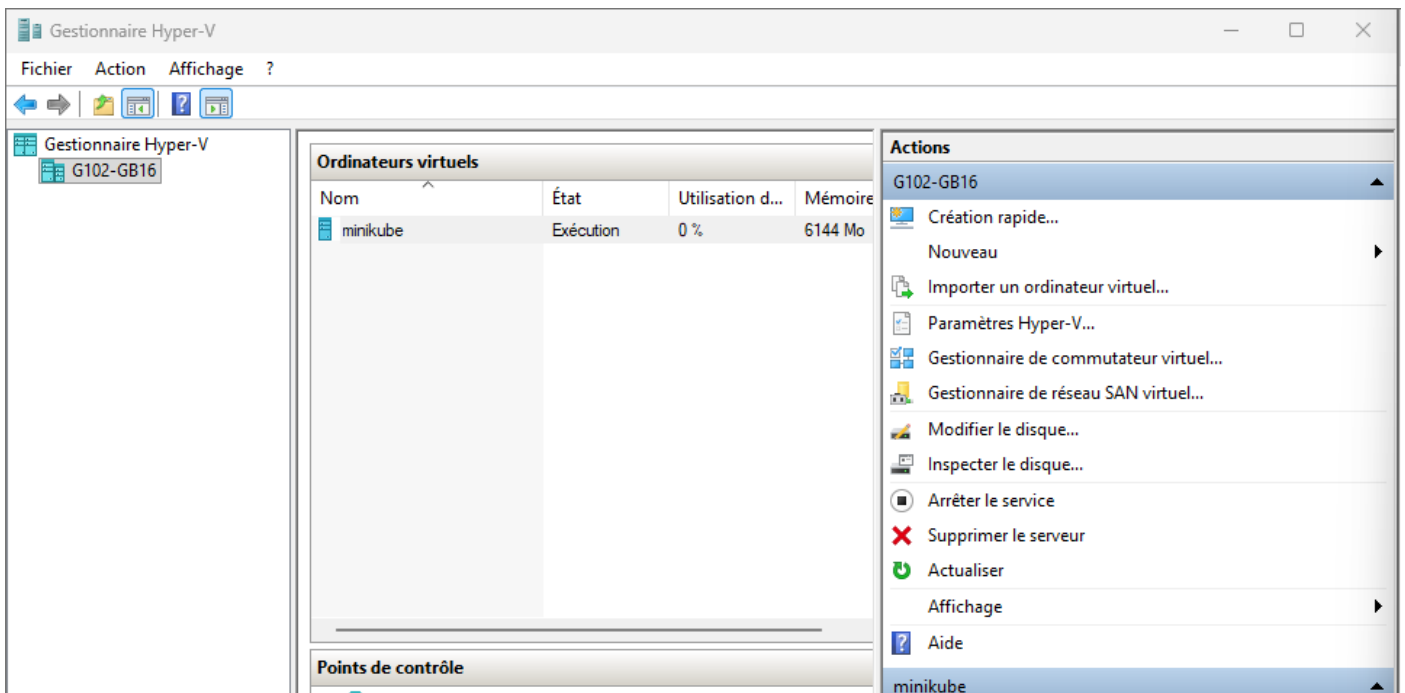 Gestionnaire Hyper-V
Fichier Action Affichage ?
Gestionnaire Hyper-V
G102-GB16
Ordinateurs virtuels
Nom État Utilisation d... Mémoire
minikube Exécution 0 % 6144 Mo
Points de contrôle
Actions
G102-GB16
Création rapide...
Nouveau
Importer un ordinateur virtuel...
Paramètres Hyper-V...
Gestionnaire de commutateur virtuel...
Gestionnaire de réseau SAN virtuel...
Modifier le disque...
Inspecter le disque...
Arrêter le service
Supprimer le serveur
Actualiser
Affichage
Aide
minikube